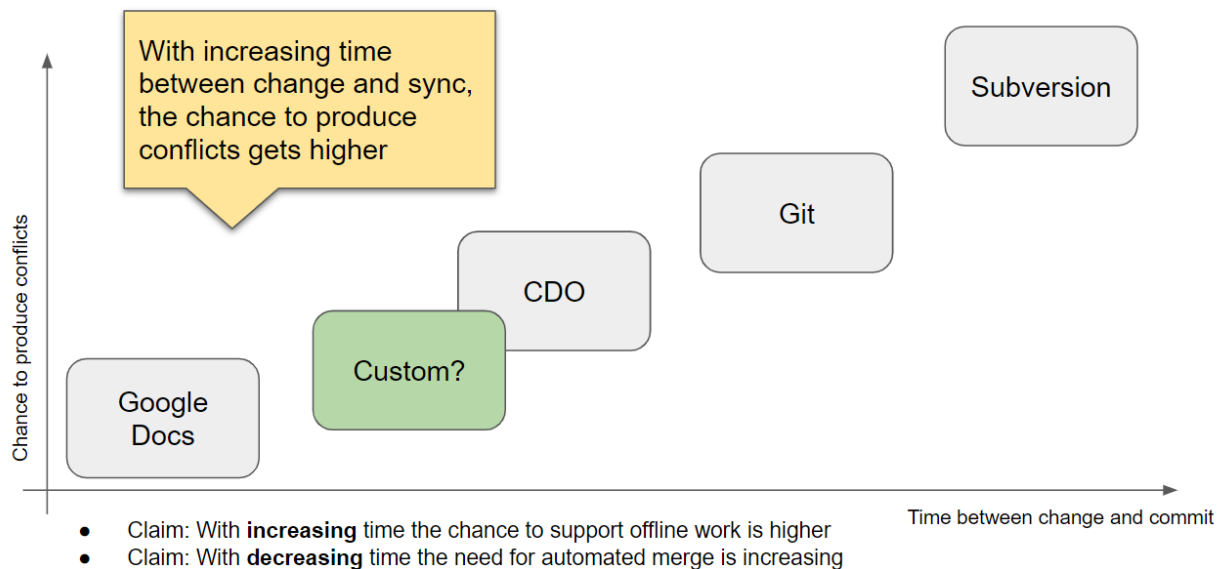 With increasing time
between change and sync,
the chance to produce
conflicts gets higher
Subversion
Git
CDO
Custom?
Google
Docs
Chance to produce conflicts
Time between change and commit
● Claim: With increasing time the chance to support offline work is higher
● Claim: With decreasing time the need for automated merge is increasing